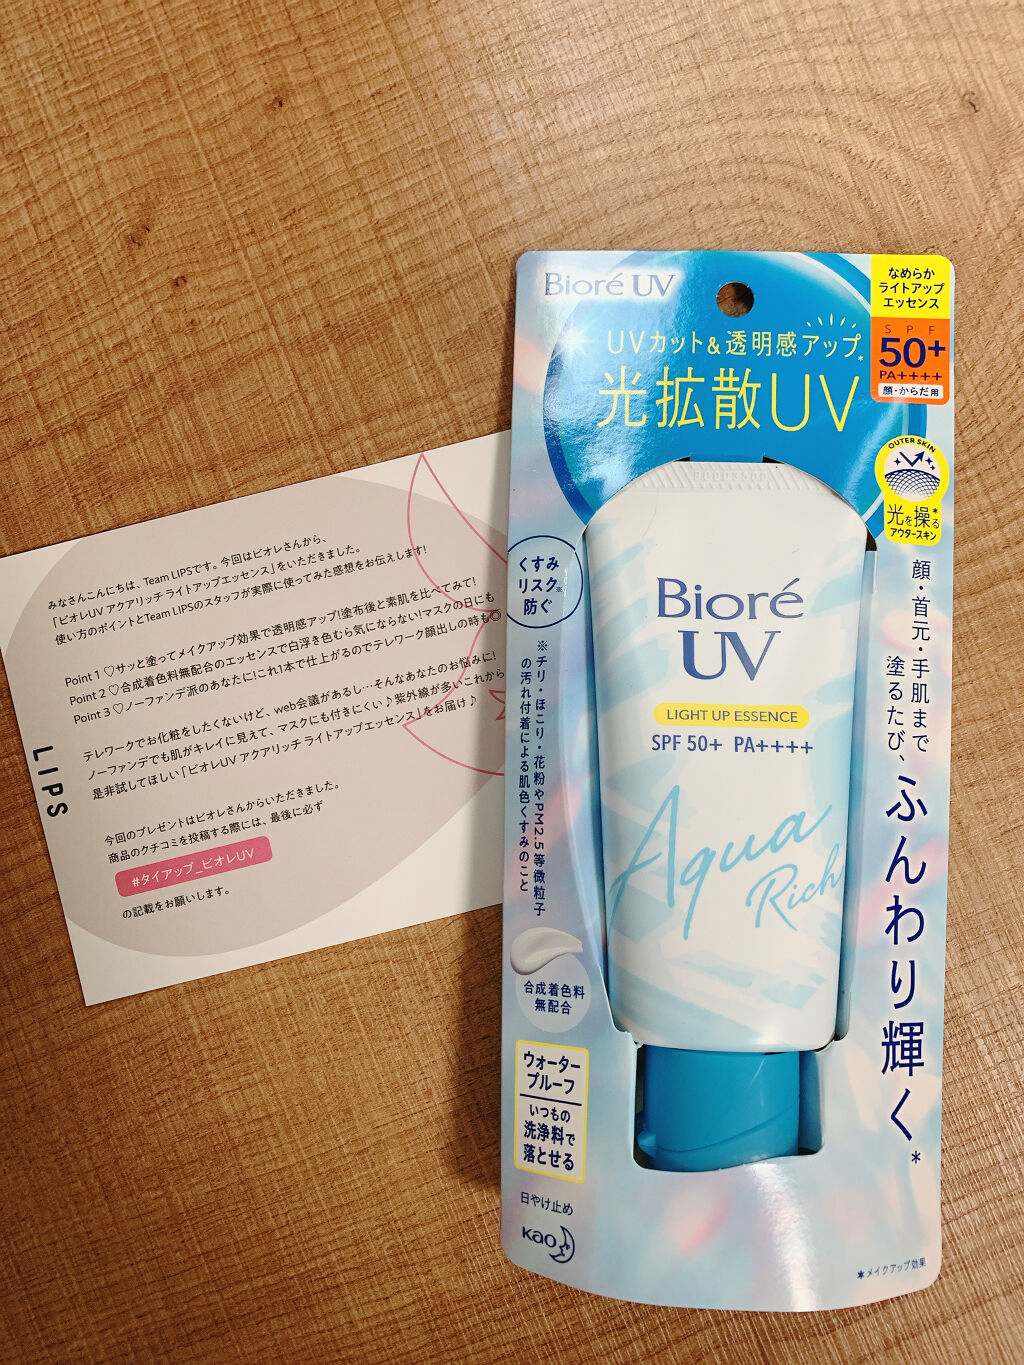 みなさんこんにちは、Team LIPSです。今回はビオレさんから、
「ビオレUV アクアリッチ ライトアップエッセンス」をいただきました。
使い方のポイントとTeam LIPSのスタッフが実際に使ってみた感想をお伝えします!
Point 1 ♡サッと塗ってメイクアップ効果で透明感アップ!塗布後と素肌を比べてみて!
Point 2 ♡合成着色料無配合のエッセンスで白浮き色むら気にならない!マスクの日にも
Point 3 ♡ノーファンデ派のあなたに!これ1本で仕上がるのでテレワーク顔出しの時も◎
テレワークでお化粧をしたくないけど、web会議があるし…そんなあなたのお悩みに!
ノーファンデでも肌がキレイに見えて、マスクにも付きにくい♪紫外線が多いこれから
是非試してほしい「ビオレUV アクアリッチ ライトアップエッセンス」をお届け♪
今回のプレゼントはビオレさんからいただきました。
商品のクチコミを投稿する際には、最後に必ず
#タイアップ_ビオレUV
の記載をお願いします。
LIPS
Bioré UV
なめらか
ライトアップ
エッセンス
SPF
50+
PA++++
顔・からだ用
UVカット&透明感アップ*
光拡散UV
OUTER SKIN
光を操る*
アウタースキン
くすみ
リスク※
防ぐ
※チリ・ほこり・花粉やPM2.5等微粒子
の汚れ付着による肌色くすみのこと
顔・首元・手肌まで
塗るたび、ふんわり輝く*
Bioré
UV
LIGHT UP ESSENCE
SPF 50+ PA++++
Aqua
Rich
合成着色料
無配合
ウォーター
プルーフ
いつもの
洗浄料で
落とせる
日やけ止め
Kao
*メイクアップ効果